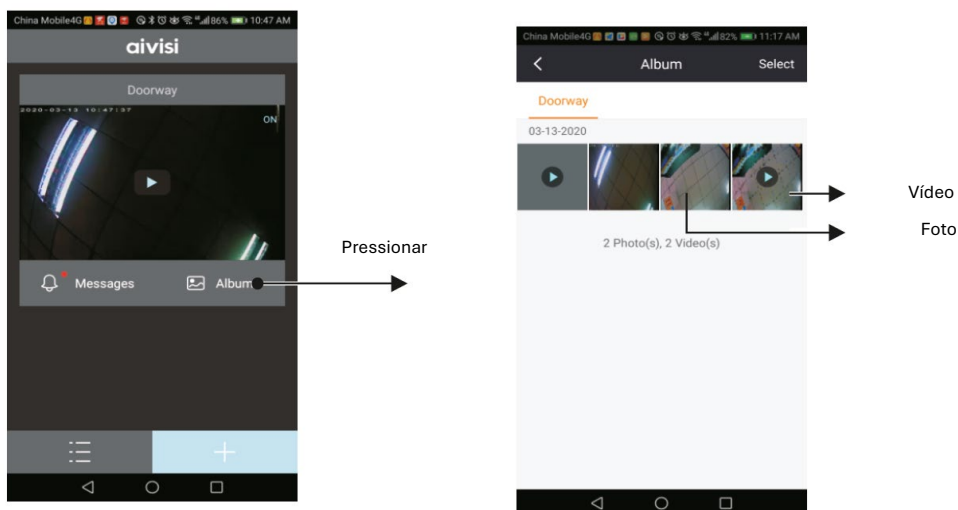 China Mobile4G 86% 10:47 AM
aivisi
Doorway
2020-03-13 10:47:37
ON
Messages
Album
Pressionar
China Mobile4G 82% 11:17 AM
Album
Select
Doorway
03-13-2020
2 Photo(s), 2 Video(s)
Vídeo
Foto